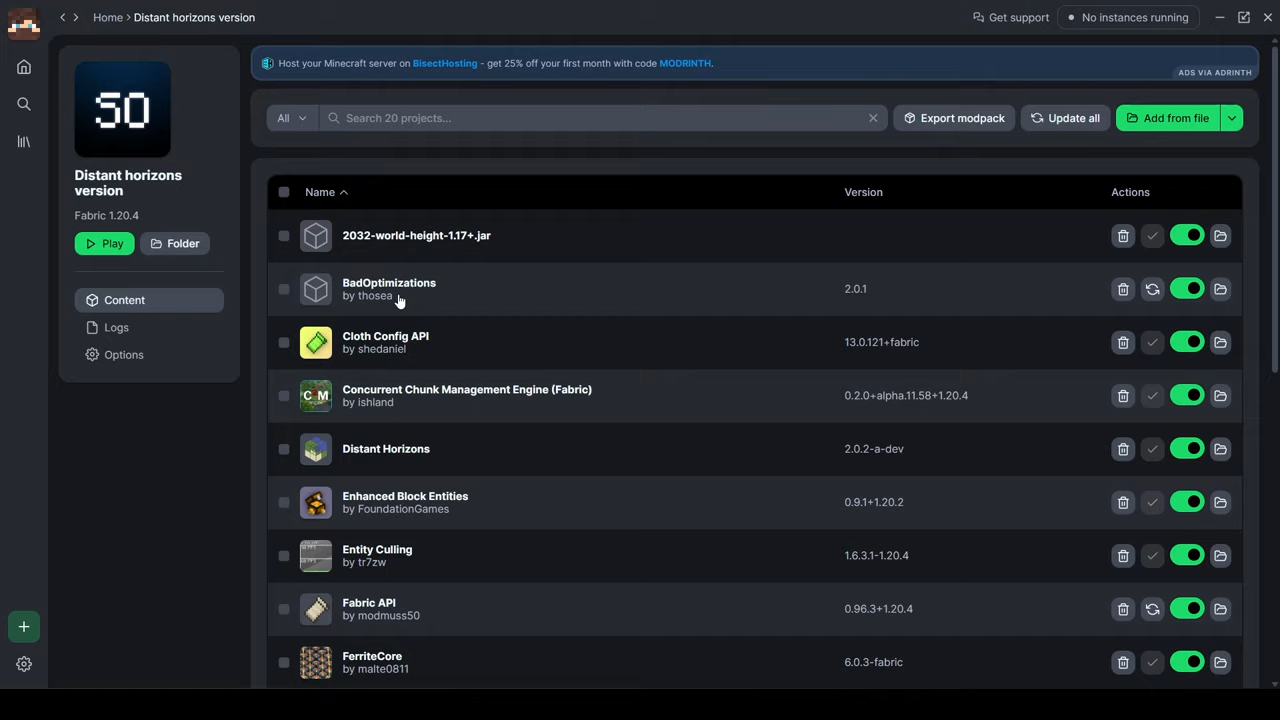 Home > Distant horizons version
Get support
No instances running
50
Distant horizons
version
Fabric 1.20.4
Play
Folder
Content
Logs
Options
Host your Minecraft server on BisectHosting - get 25% off your first month with code MODRINTH.
ADS VIA ADRINTH
All
Search 20 projects...
Export modpack
Update all
Add from file
Name
Version
Actions
2032-world-height-1.17+.jar
BadOptimizations
by thosea
2.0.1
Cloth Config API
by shedaniel
13.0.121+fabric
C M
Concurrent Chunk Management Engine (Fabric)
by ishland
0.2.0+alpha.11.58+1.20.4
Distant Horizons
2.0.2-a-dev
Enhanced Block Entities
by FoundationGames
0.9.1+1.20.2
Entity Culling
by tr7zw
1.6.3.1-1.20.4
Fabric API
by modmuss50
0.96.3+1.20.4
FerriteCore
by malte0811
6.0.3-fabric